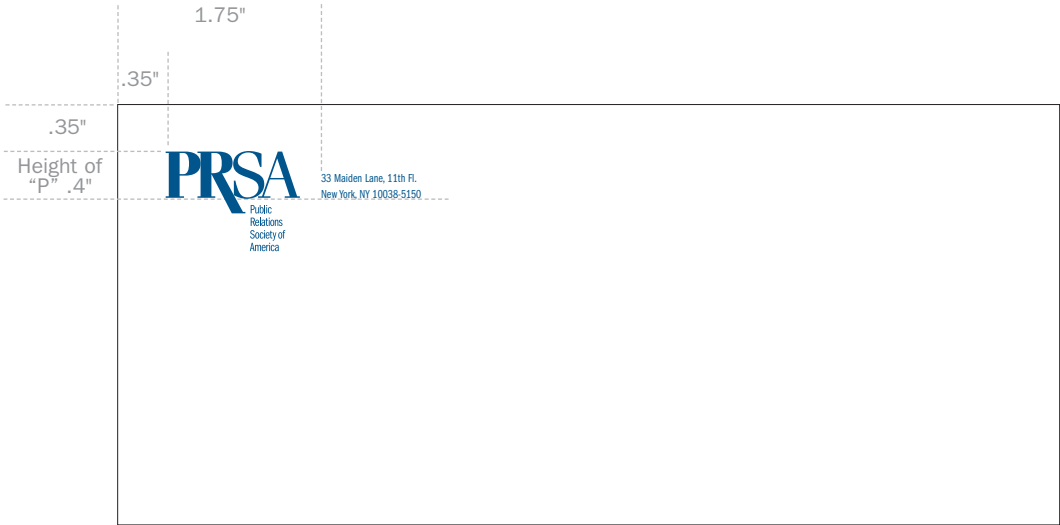 1.75"
.35"
.35"
Height of
“P” .4"
PRSA
33 Maiden Lane, 11th Fl.
New York, NY 10038-5150
Public
Relations
Society of
America